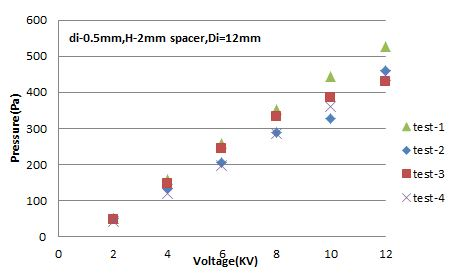 di-0.5mm,H-2mm spacer,Di=12mm
600
500
400
300
200
100
0
Pressure(Pa)
0 2 4 6 8 10 12
Voltage(KV)
test-1
test-2
test-3
test-4